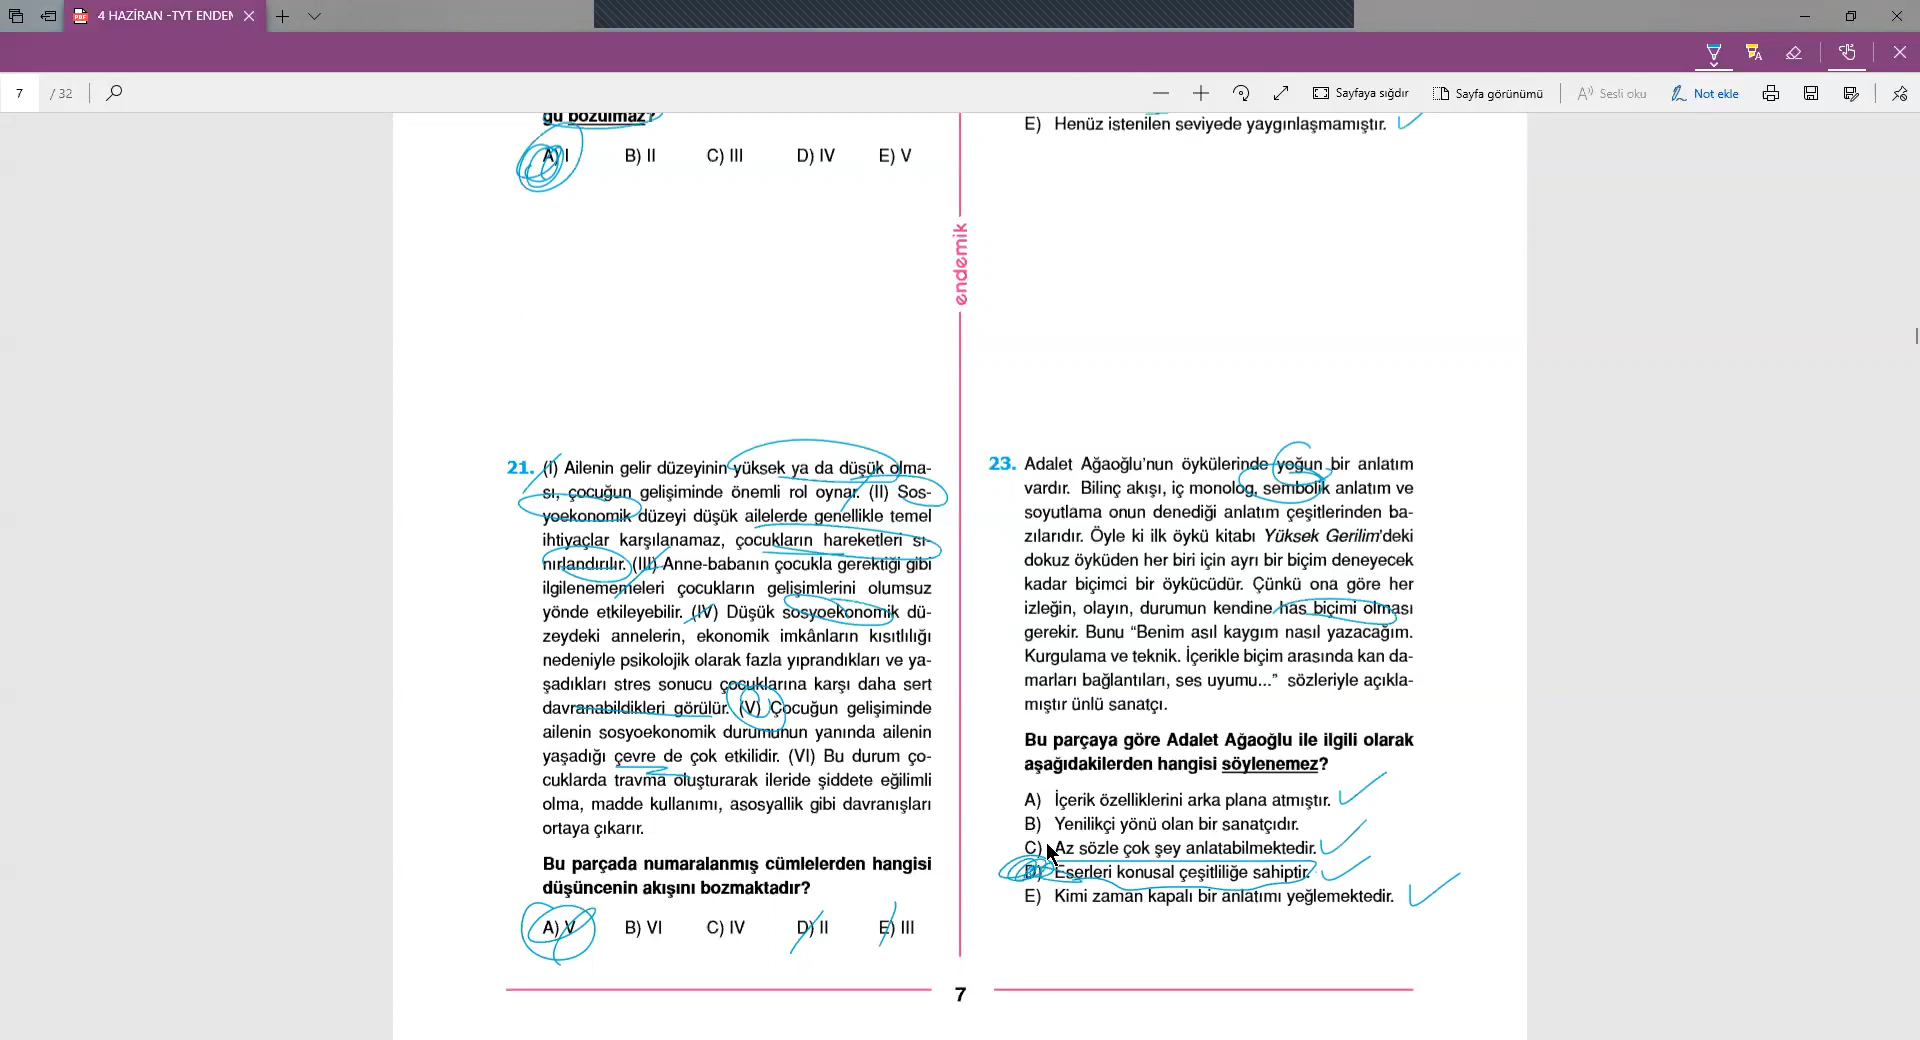 4 HAZİRAN -TYT ENDEM
7
/ 32
Sayfaya sığdır
Sayfa görünümü
Sesli oku
Not ekle
ğu bozulmaz?
A) I
B) II
C) III
D) IV
E) V
21. (I) Ailenin gelir düzeyinin yüksek ya da düşük olma-
sı, çocuğun gelişiminde önemli rol oynar. (II) Sos-
yoekonomik düzeyi düşük ailelerde genellikle temel
ihtiyaçlar karşılanamaz, çocukların hareketleri sı-
nırlandırılır. (III) Anne-babanın çocukla gerektiği gibi
ilgilenememeleri çocukların gelişimlerini olumsuz
yönde etkileyebilir. (IV) Düşük sosyoekonomik dü-
zeydeki annelerin, ekonomik imkânların kısıtlılığı
nedeniyle psikolojik olarak fazla yıprandıkları ve ya-
şadıkları stres sonucu çocuklarına karşı daha sert
davranabildikleri görülür. (V) Çocuğun gelişiminde
ailenin sosyoekonomik durumunun yanında ailenin
yaşadığı çevre de çok etkilidir. (VI) Bu durum ço-
cuklarda travma oluşturarak ileride şiddete eğilimli
olma, madde kullanımı, asosyallik gibi davranışları
ortaya çıkarır.
Bu parçada numaralanmış cümlelerden hangisi
düşüncenin akışını bozmaktadır?
A) V
B) VI
C) IV
D) II
E) III
endemik
E) Henüz istenilen seviyede yaygınlaşmamıştır.
23. Adalet Ağaoğlu'nun öykülerinde yoğun bir anlatım
vardır. Bilinç akışı, iç monolog, sembolik anlatım ve
soyutlama onun denediği anlatım çeşitlerinden ba-
zılarıdır. Öyle ki ilk öykü kitabı Yüksek Gerilim'deki
dokuz öyküden her biri için ayrı bir biçim deneyecek
kadar biçimci bir öykücüdür. Çünkü ona göre her
izleğin, olayın, durumun kendine has biçimi olması
gerekir. Bunu “Benim asıl kaygım nasıl yazacağım.
Kurgulama ve teknik. İçerikle biçim arasında kan da-
marları bağlantıları, ses uyumu...” sözleriyle açıkla-
mıştır ünlü sanatçı.
Bu parçaya göre Adalet Ağaoğlu ile ilgili olarak
aşağıdakilerden hangisi söylenemez?
A) İçerik özelliklerini arka plana atmıştır.
B) Yenilikçi yönü olan bir sanatçıdır.
C) Az sözle çok şey anlatabilmektedir.
D) Eserleri konusal çeşitliliğe sahiptir.
E) Kimi zaman kapalı bir anlatımı yeğlemektedir.
7